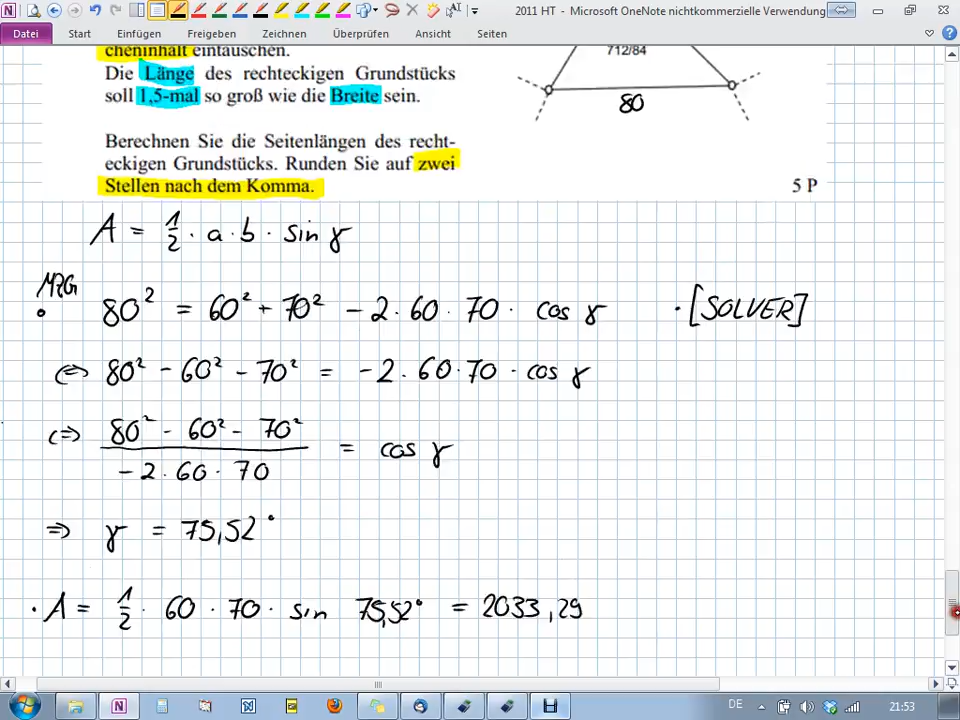 2011 HT - Microsoft OneNote nichtkommerzielle Verwendung
Datei Start Einfügen Freigeben Zeichnen Überprüfen Ansicht Seiten
cheninhalt eintauschen.
Die Länge des rechteckigen Grundstücks
soll 1,5-mal so groß wie die Breite sein.
712/84
80
Berechnen Sie die Seitenlängen des recht-
eckigen Grundstücks. Runden Sie auf zwei
Stellen nach dem Komma.
5 P
A = 1/2 · a · b · sin γ
80² = 60² + 70² - 2 · 60 · 70 · cos γ · [SOLVER]
⇔ 80² - 60² - 70² = -2 · 60 · 70 · cos γ
⇔ (80² - 60² - 70²) / (-2 · 60 · 70) = cos γ
⇒ γ = 75,52°
· A = 1/2 · 60 · 70 · sin 75,52° = 2033,29
DE 21:53